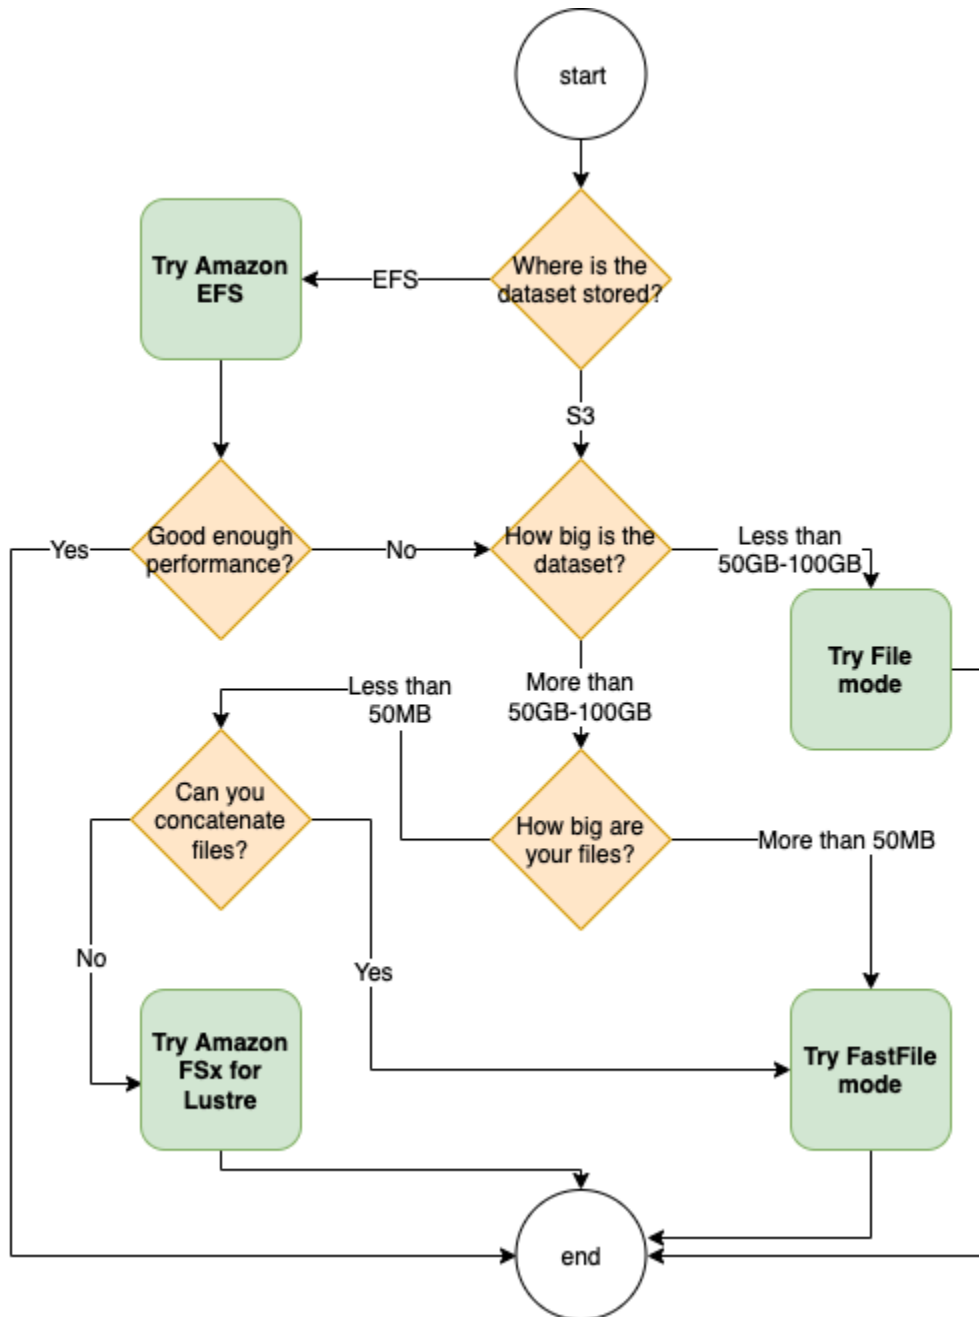 start
Where is the
dataset stored?
EFS
Try Amazon
EFS
S3
Good enough
performance?
Yes
No
How big is the
dataset?
Less than
50GB-100GB
Try File
mode
More than
50GB-100GB
Less than
50MB
Can you
concatenate
files?
How big are
your files?
More than 50MB
No
Yes
Try Amazon
FSx for
Lustre
Try FastFile
mode
end